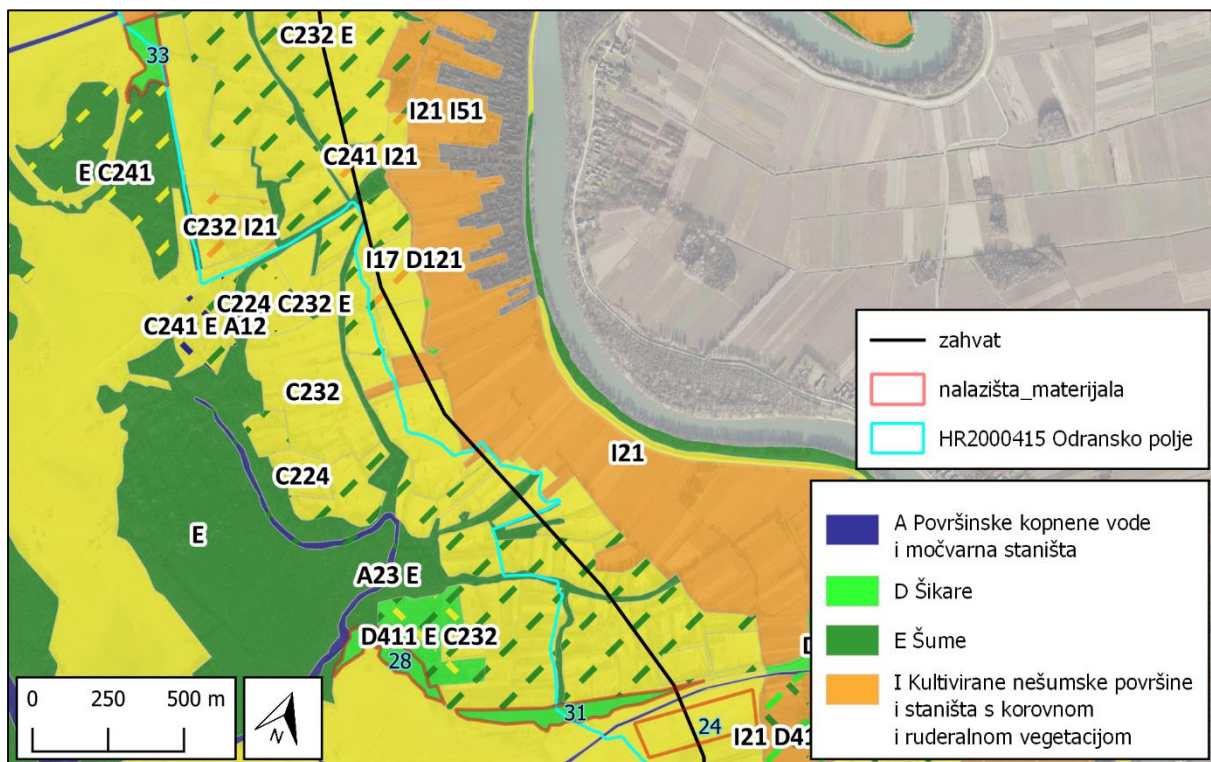 C232 E
33
I21 I51
C241 I21
E C241
C232 I21
I17 D121
C224 C232 E
C241 E A12
C232
C224
I21
E
A23 E
D411 E C232
28
31
24
I21 D41
D
0 250 500 m
N
zahvat
nalazišta_materijala
HR2000415 Odransko polje
A Površinske kopnene vode
i močvarna staništa
D Šikare
E Šume
I Kultivirane nešumske površine
i staništa s korovnom
i ruderalnom vegetacijom